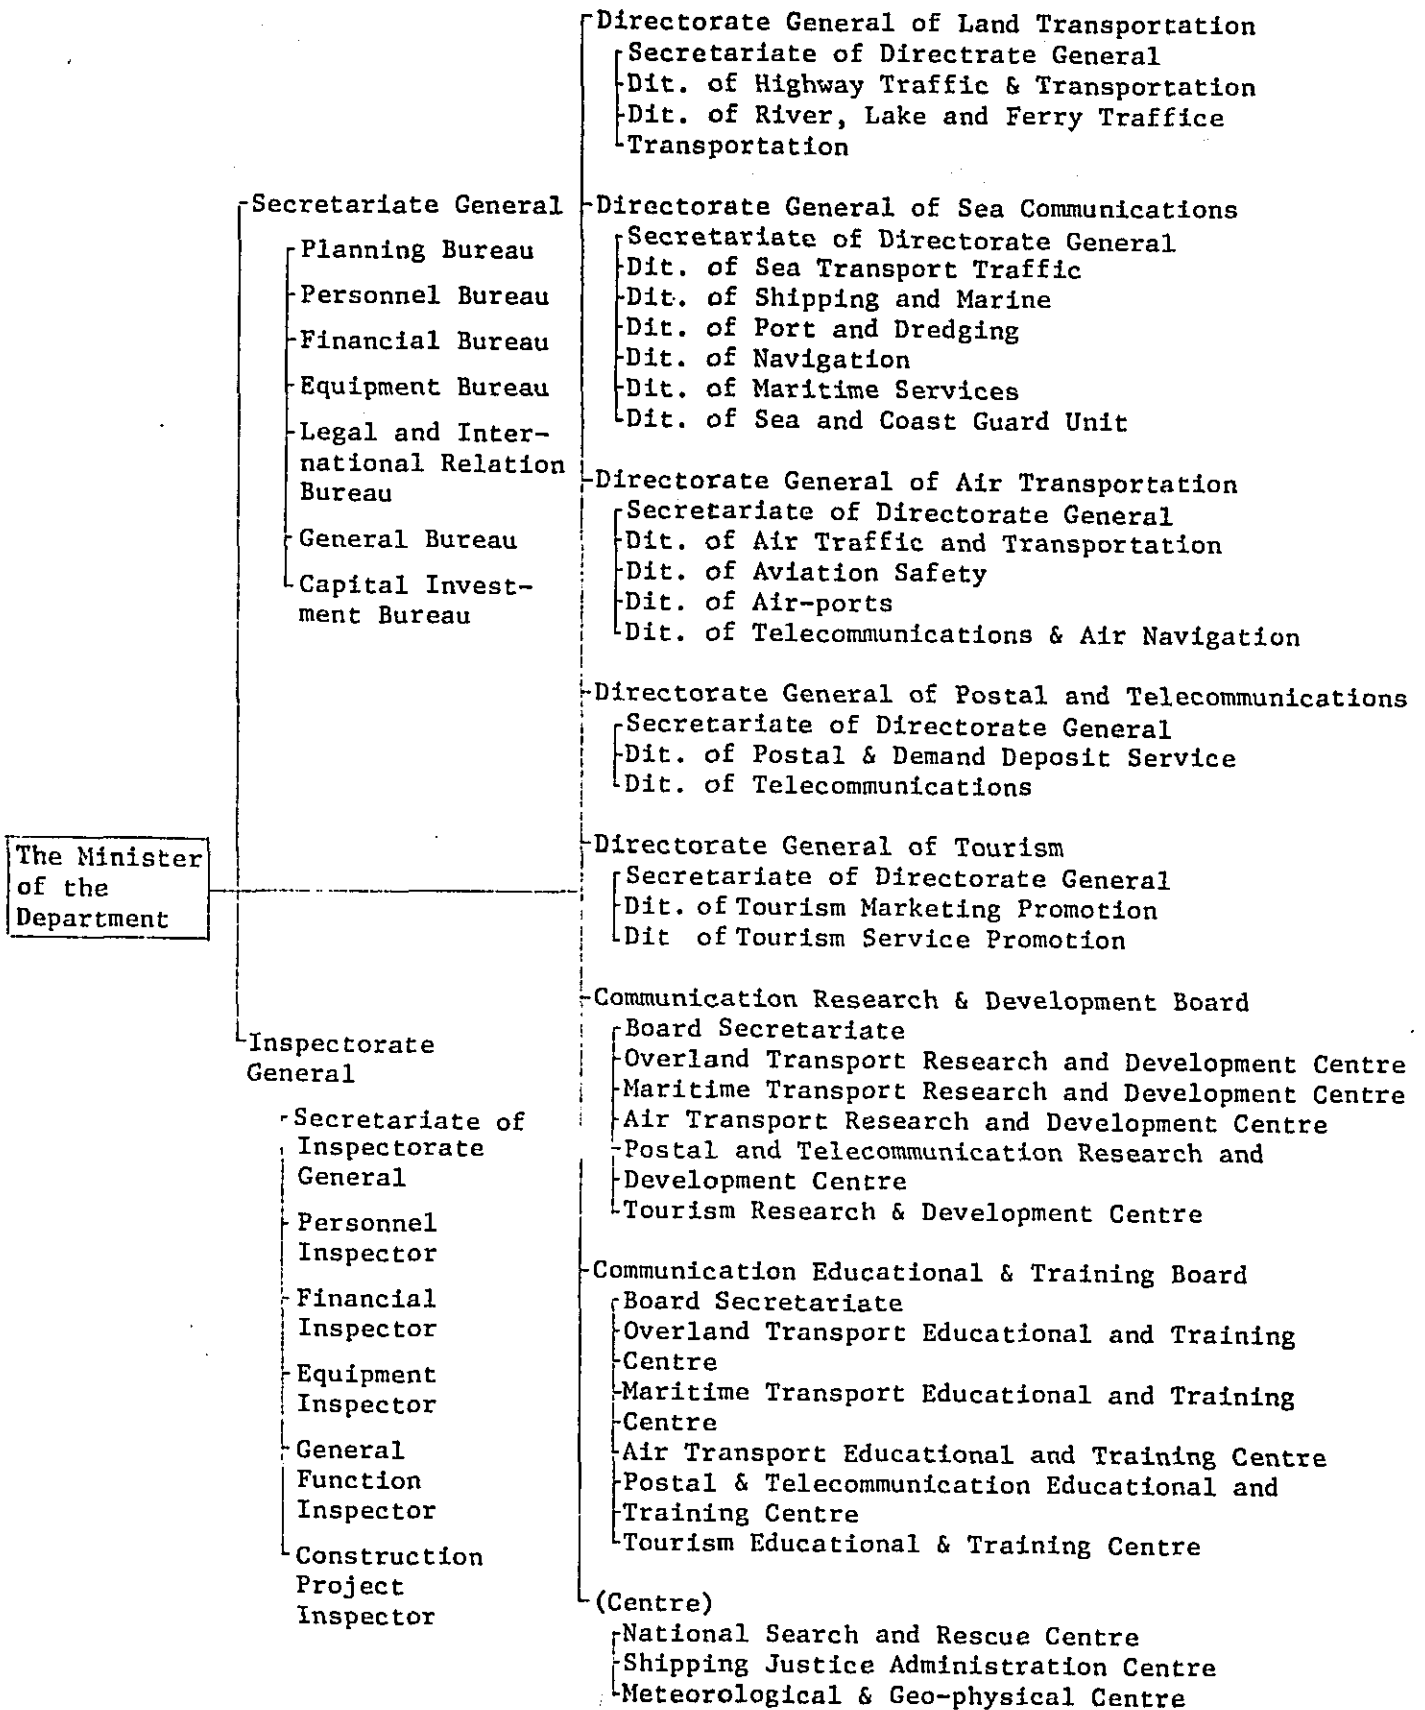 The Minister
of the
Department
Secretariate General
Planning Bureau
Personnel Bureau
Financial Bureau
Equipment Bureau
Legal and Inter-
national Relation
Bureau
General Bureau
Capital Invest-
ment Bureau
Inspectorate
General
Secretariate of
Inspectorate
General
Personnel
Inspector
Financial
Inspector
Equipment
Inspector
General
Function
Inspector
Construction
Project
Inspector
Directorate General of Land Transportation
Secretariate of Directrate General
Dit. of Highway Traffic & Transportation
Dit. of River, Lake and Ferry Traffice
Transportation
Directorate General of Sea Communications
Secretariate of Directorate General
Dit. of Sea Transport Traffic
Dit. of Shipping and Marine
Dit. of Port and Dredging
Dit. of Navigation
Dit. of Maritime Services
Dit. of Sea and Coast Guard Unit
Directorate General of Air Transportation
Secretariate of Directorate General
Dit. of Air Traffic and Transportation
Dit. of Aviation Safety
Dit. of Air-ports
Dit. of Telecommunications & Air Navigation
Directorate General of Postal and Telecommunications
Secretariate of Directorate General
Dit. of Postal & Demand Deposit Service
Dit. of Telecommunications
Directorate General of Tourism
Secretariate of Directorate General
Dit. of Tourism Marketing Promotion
Dit of Tourism Service Promotion
Communication Research & Development Board
Board Secretariate
Overland Transport Research and Development Centre
Maritime Transport Research and Development Centre
Air Transport Research and Development Centre
Postal and Telecommunication Research and
Development Centre
Tourism Research & Development Centre
Communication Educational & Training Board
Board Secretariate
Overland Transport Educational and Training
Centre
Maritime Transport Educational and Training
Centre
Air Transport Educational and Training Centre
Postal & Telecommunication Educational and
Training Centre
Tourism Educational & Training Centre
(Centre)
National Search and Rescue Centre
Shipping Justice Administration Centre
Meteorological & Geo-physical Centre